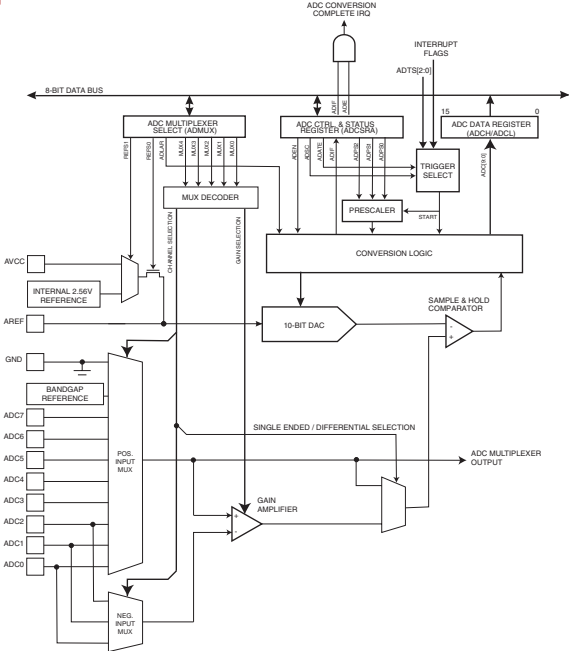 ADC CONVERSION
COMPLETE IRQ
INTERRUPT
FLAGS
ADTS[2:0]
8-BIT DATA BUS
ADIF
ADIE
15
0
ADC MULTIPLEXER
SELECT (ADMUX)
ADC CTRL. & STATUS
REGISTER (ADCSRA)
ADC DATA REGISTER
(ADCH/ADCL)
REFS1
REFS0
ADLAR
MUX4
MUX3
MUX2
MUX1
MUX0
ADEN
ADSC
ADATE
ADIF
ADPS2
ADPS1
ADPS0
ADC[9:0]
TRIGGER
SELECT
MUX DECODER
PRESCALER
START
CHANNEL SELECTION
GAIN SELECTION
CONVERSION LOGIC
AVCC
INTERNAL 2.56V
REFERENCE
AREF
SAMPLE & HOLD
COMPARATOR
10-BIT DAC
-
+
GND
BANDGAP
REFERENCE
ADC7
ADC6
ADC5
ADC4
ADC3
ADC2
ADC1
ADC0
POS.
INPUT
MUX
SINGLE ENDED / DIFFERENTIAL SELECTION
ADC MULTIPLEXER
OUTPUT
GAIN
AMPLIFIER
+
-
NEG.
INPUT
MUX